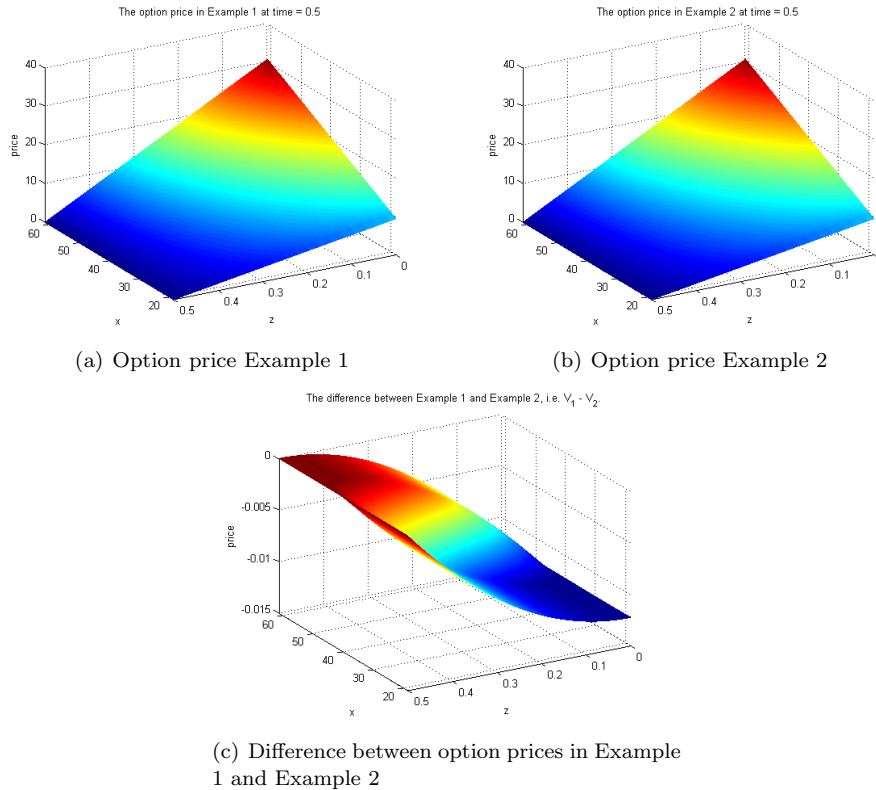 The option price in Example 1 at time = 0.5
40
30
20
10
0
price
60
50
40
30
20
x
0.5
0.4
0.3
0.2
0.1
0
z
(a) Option price Example 1
The option price in Example 2 at time = 0.5
40
30
20
10
0
price
60
50
40
30
20
x
0.5
0.4
0.3
0.2
0.1
z
(b) Option price Example 2
The difference between Example 1 and Example 2, i.e. V₁ - V₂.
0
-0.005
-0.01
-0.015
price
60
50
40
30
20
x
0.5
0.4
0.3
0.2
0.1
0
z
(c) Difference between option prices in Example
1 and Example 2